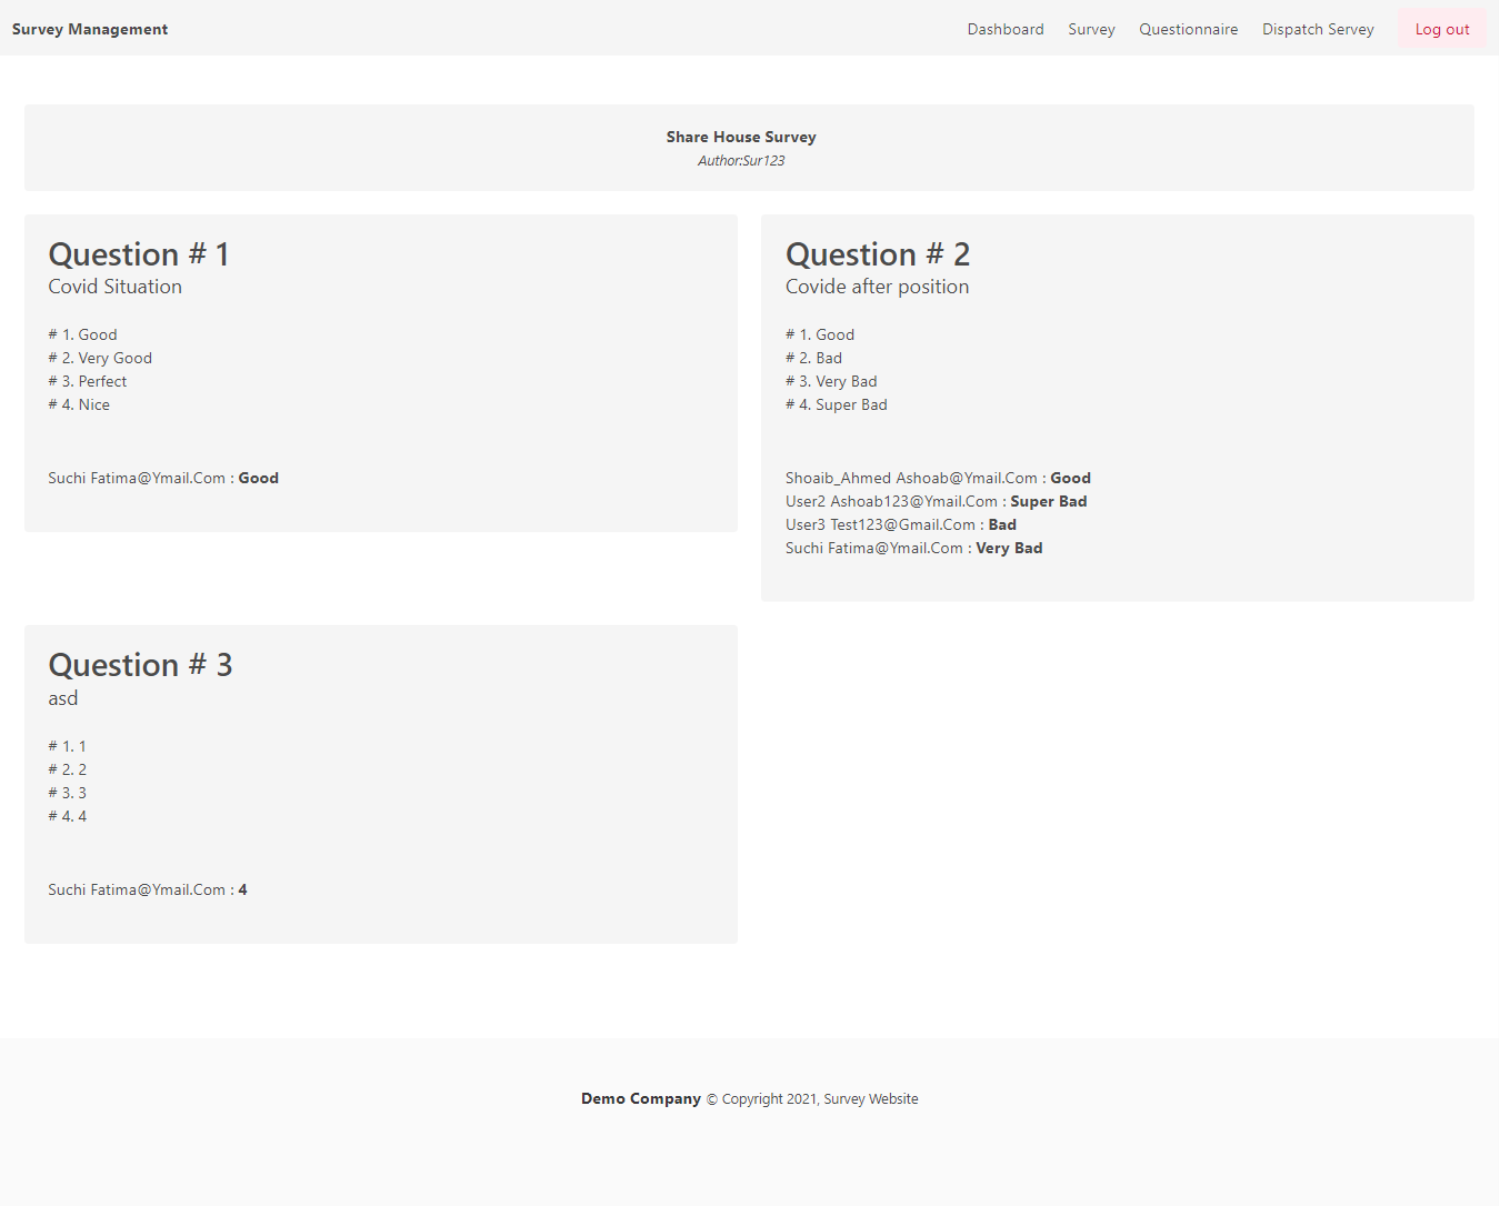 Survey Management
Dashboard Survey Questionnaire Dispatch Servey Log out
Share House Survey
Author:Sur123
Question # 1
Covid Situation
# 1. Good
# 2. Very Good
# 3. Perfect
# 4. Nice
Suchi Fatima@Ymail.Com : Good
Question # 2
Covide after position
# 1. Good
# 2. Bad
# 3. Very Bad
# 4. Super Bad
Shoaib_Ahmed Ashoab@Ymail.Com : Good
User2 Ashoab123@Ymail.Com : Super Bad
User3 Test123@Gmail.Com : Bad
Suchi Fatima@Ymail.Com : Very Bad
Question # 3
asd
# 1. 1
# 2. 2
# 3. 3
# 4. 4
Suchi Fatima@Ymail.Com : 4
Demo Company © Copyright 2021, Survey Website